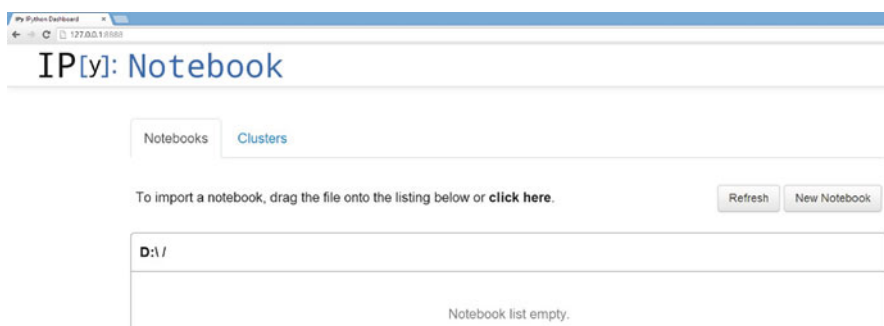 IPy IPython Dashboard
127.0.0.1:8888
IP[y]: Notebook
Notebooks Clusters
To import a notebook, drag the file onto the listing below or click here. Refresh New Notebook
D:\ /
Notebook list empty.